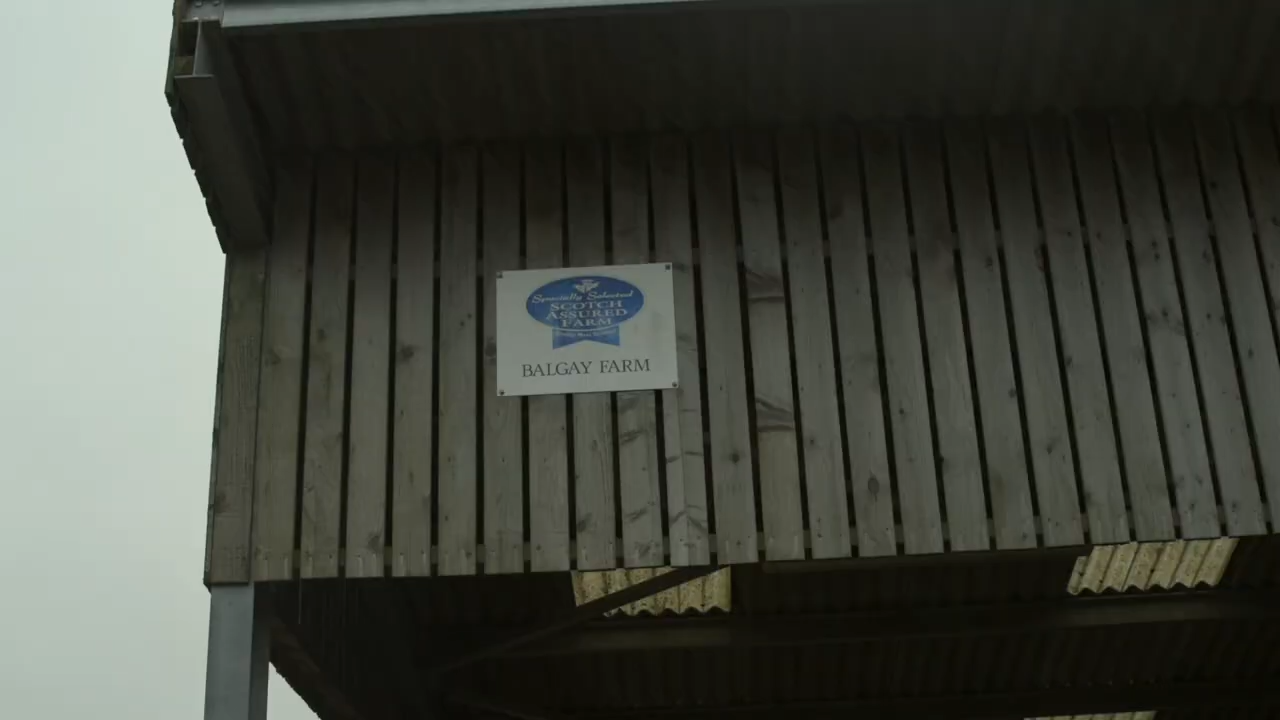 Specially Selected
SCOTCH
ASSURED
FARM
BALGAY FARM